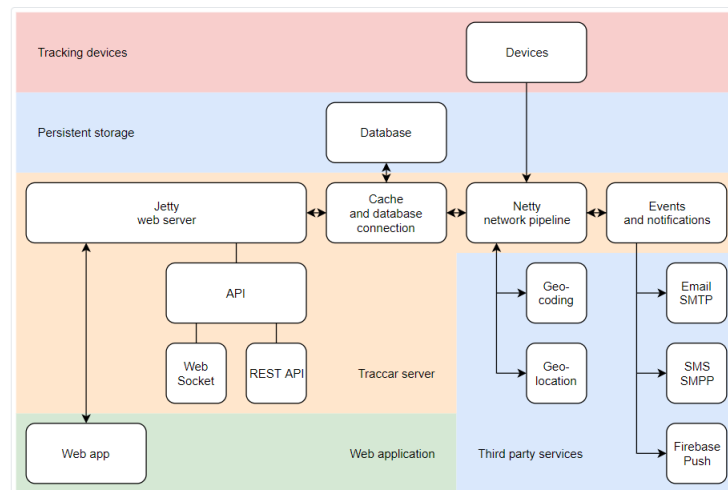 Tracking devices
Devices
Persistent storage
Database
Jetty
web server
Cache
and database
connection
Netty
network pipeline
Events
and notifications
API
Geo-
coding
Email
SMTP
Web
Socket
REST API
Traccar server
Geo-
location
SMS
SMPP
Web app
Web application
Third party services
Firebase
Push